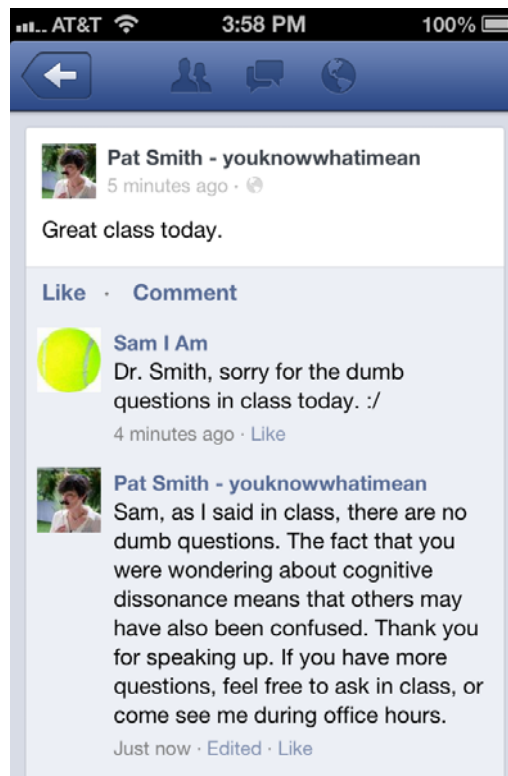 AT&T 3:58 PM 100%
Pat Smith - youknowwhatimean
5 minutes ago ·
Great class today.
Like · Comment
Sam I Am
Dr. Smith, sorry for the dumb
questions in class today. :/
4 minutes ago · Like
Pat Smith - youknowwhatimean
Sam, as I said in class, there are no
dumb questions. The fact that you
were wondering about cognitive
dissonance means that others may
have also been confused. Thank you
for speaking up. If you have more
questions, feel free to ask in class, or
come see me during office hours.
Just now · Edited · Like